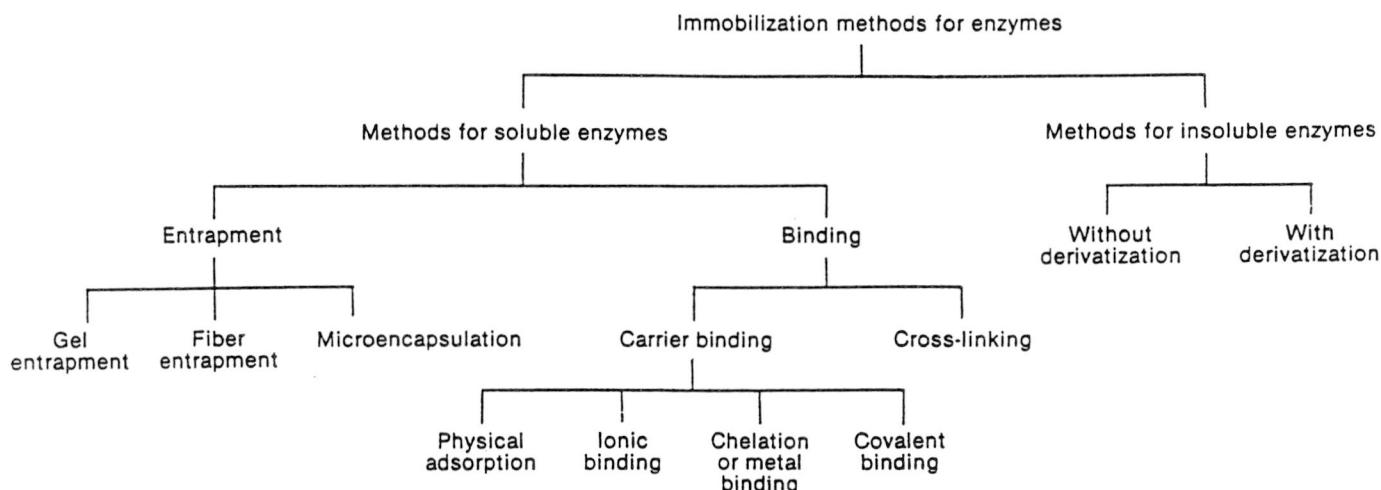 Immobilization methods for enzymes
Methods for soluble enzymes
Methods for insoluble enzymes
Entrapment
Binding
Without
derivatization
With
derivatization
Gel
entrapment
Fiber
entrapment
Microencapsulation
Carrier binding
Cross-linking
Physical
adsorption
Ionic
binding
Chelation
or metal
binding
Covalent
binding